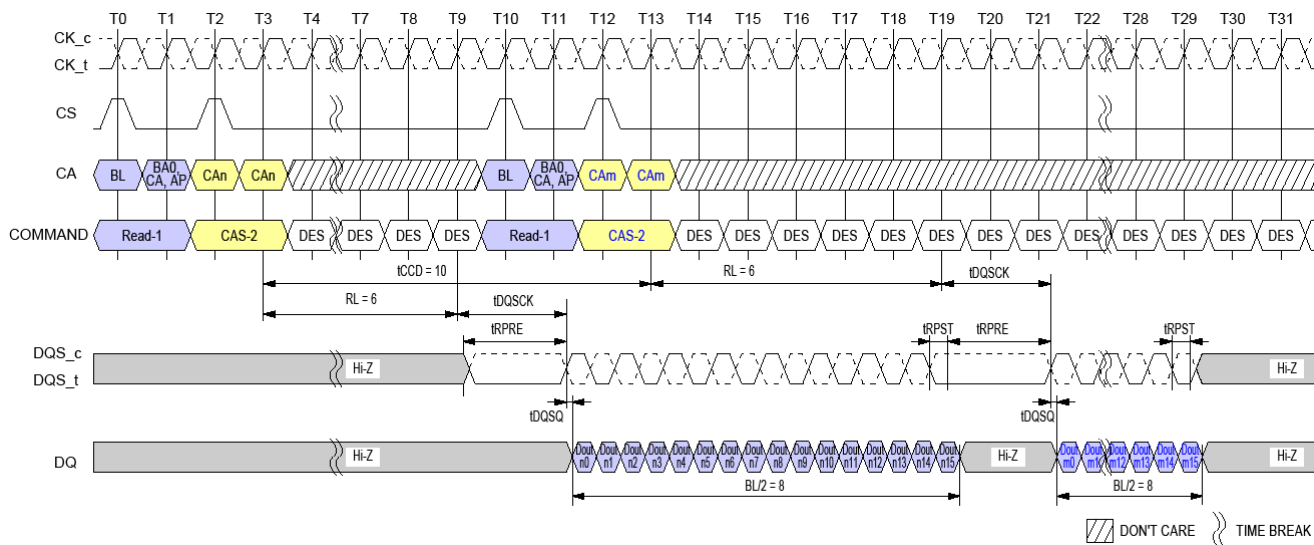 T0 T1 T2 T3 T4 T7 T8 T9 T10 T11 T12 T13 T14 T15 T16 T17 T18 T19 T20 T21 T22 T28 T29 T30 T31
CK_c
CK_t
CS
CA BL BA0, CA, AP CAn CAn BL BA0, CA, AP CAm CAm
COMMAND Read-1 CAS-2 DES DES DES DES Read-1 CAS-2 DES DES DES DES DES DES DES DES DES DES DES DES DES
tCCD = 10 RL = 6 tDQSCK
RL = 6 tDQSCK
tRPRE tRPST tRPRE tRPST
DQS_c
DQS_t
Hi-Z Hi-Z
tDQSQ tDQSQ
DQ Hi-Z Dout n0 Dout n1 Dout n2 Dout n3 Dout n4 Dout n5 Dout n6 Dout n7 Dout n8 Dout n9 Dout n10 Dout n11 Dout n12 Dout n13 Dout n14 Dout n15 Hi-Z Dout m0 Dout m1 Dout m12 Dout m13 Dout m14 Dout m15 Hi-Z
BL/2 = 8 BL/2 = 8
DON'T CARE TIME BREAK